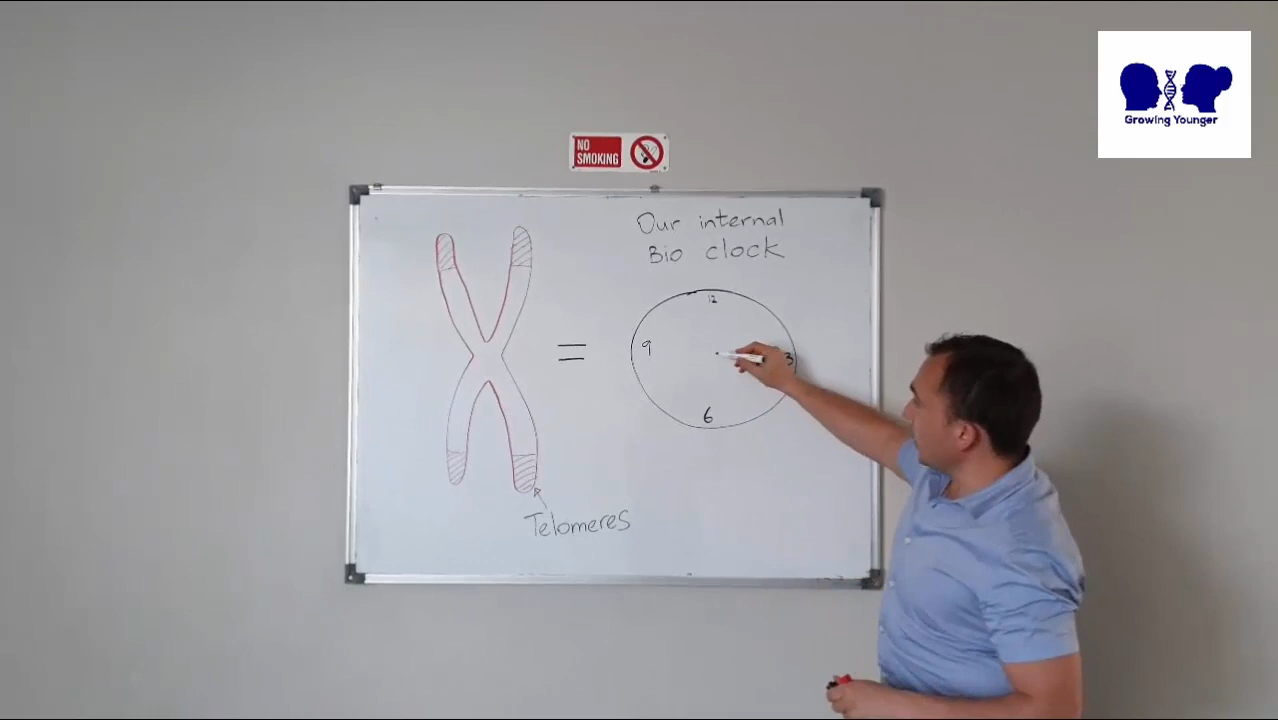 Growing Younger
NO
SMOKING
Our internal
Bio clock
12
9
3
6
=
Telomeres